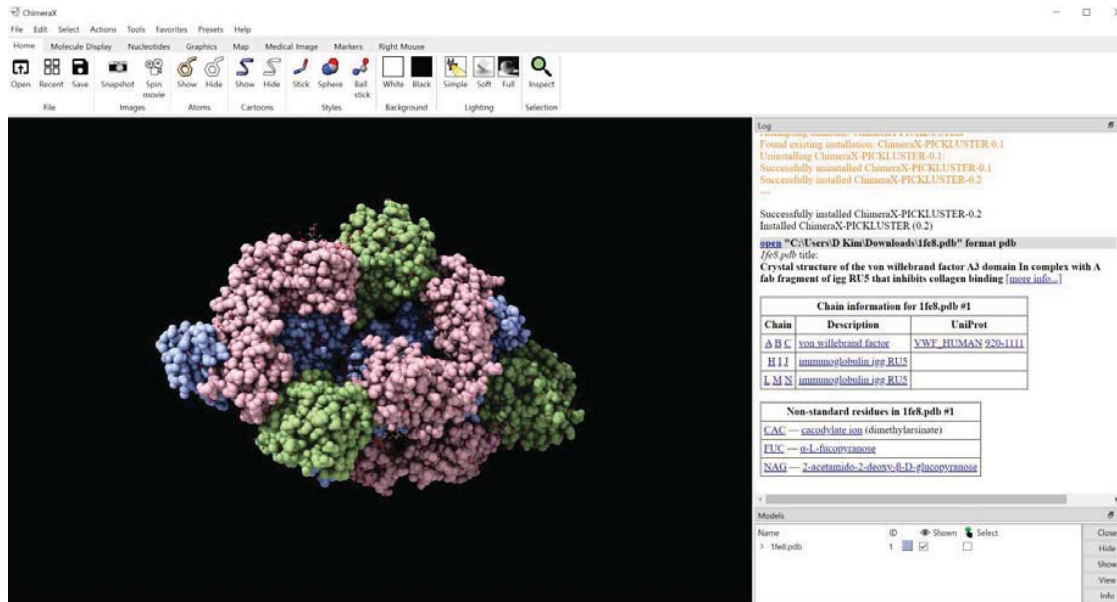 ChimeraX
File Edit Select Actions Tools Favorites Presets Help
Home Molecule Display Nucleotides Graphics Map Medical Image Markers Right Mouse
Open Recent Save Snapshot Spin movie Show Hide Show Hide Stick Sphere Ball stick White Black Simple Soft Full Inspect
File Images Atoms Cartoons Styles Background Lighting Selection
Log
Found existing installation: ChimeraX-PICKLUSTER 0.1
Uninstalling ChimeraX-PICKLUSTER-0.1:
Successfully uninstalled ChimeraX-PICKLUSTER-0.1
Successfully installed ChimeraX-PICKLUSTER-0.2
---
Successfully installed ChimeraX-PICKLUSTER-0.2
Installed ChimeraX-PICKLUSTER (0.2)
open "C:\Users\D Kim\Downloads\1fe8.pdb" format pdb
1fe8.pdb title:
Crystal structure of the von willebrand factor A3 domain In complex with A
fab fragment of igg RU5 that inhibits collagen binding [more info...]
Chain information for 1fe8.pdb #1
Chain Description UniProt
A B C von willebrand factor VWF_HUMAN 920-1111
H I J immunoglobulin igg RU5
L M N immunoglobulin igg RU5
Non-standard residues in 1fe8.pdb #1
CAC — cacodylate ion (dimethylarsinate)
FUC — α-L-fucopyranose
NAG — 2-acetamido-2-deoxy-β-D-glucopyranose
Models
Name ID Shown Select
1fe8.pdb 1
Close
Hide
Show
View
Info